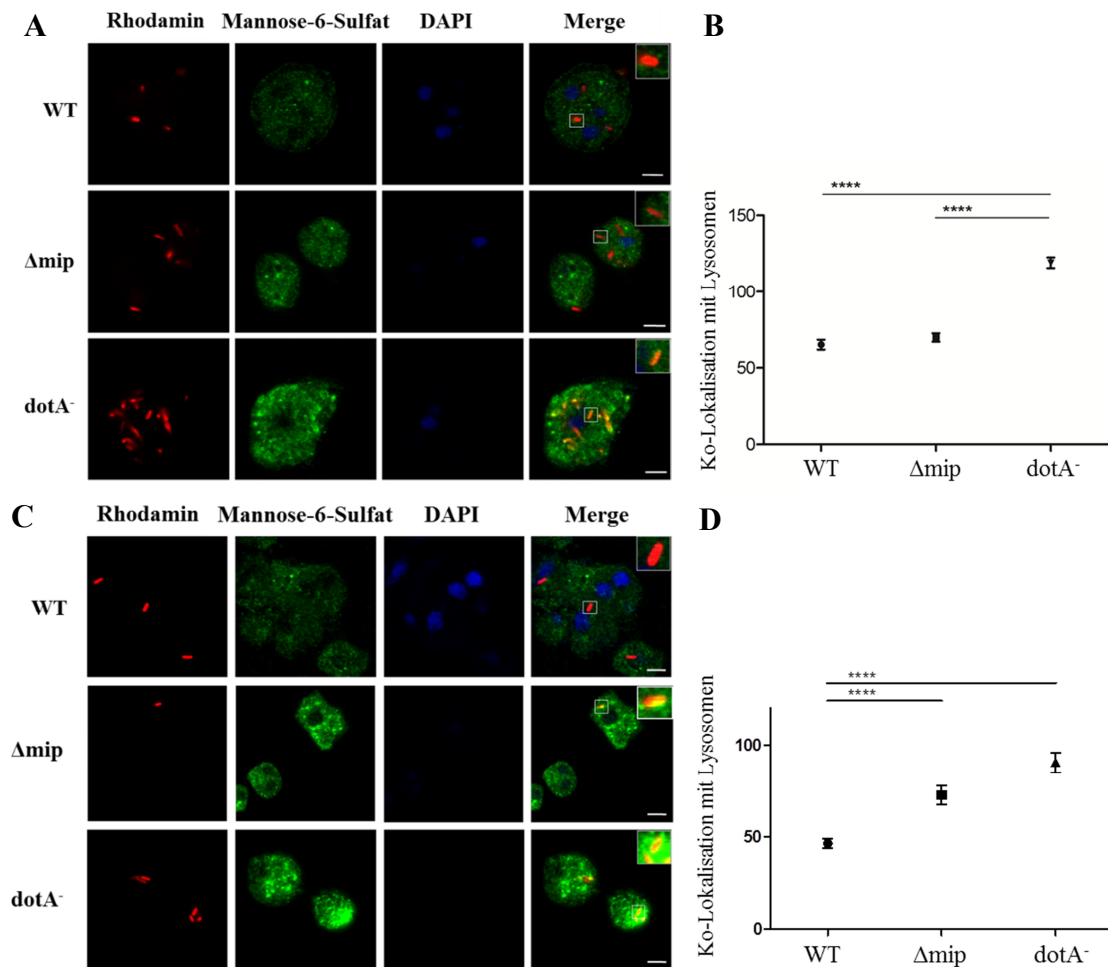 A
Rhodamin Mannose-6-Sulfat DAPI Merge
WT
Δmip
dotA-
B
****
****
Ko-Lokalisation mit Lysosomen
150
100
50
0
WT Δmip dotA-
C
Rhodamin Mannose-6-Sulfat DAPI Merge
WT
Δmip
dotA-
D
****
****
Ko-Lokalisation mit Lysosomen
100
50
0
WT Δmip dotA-